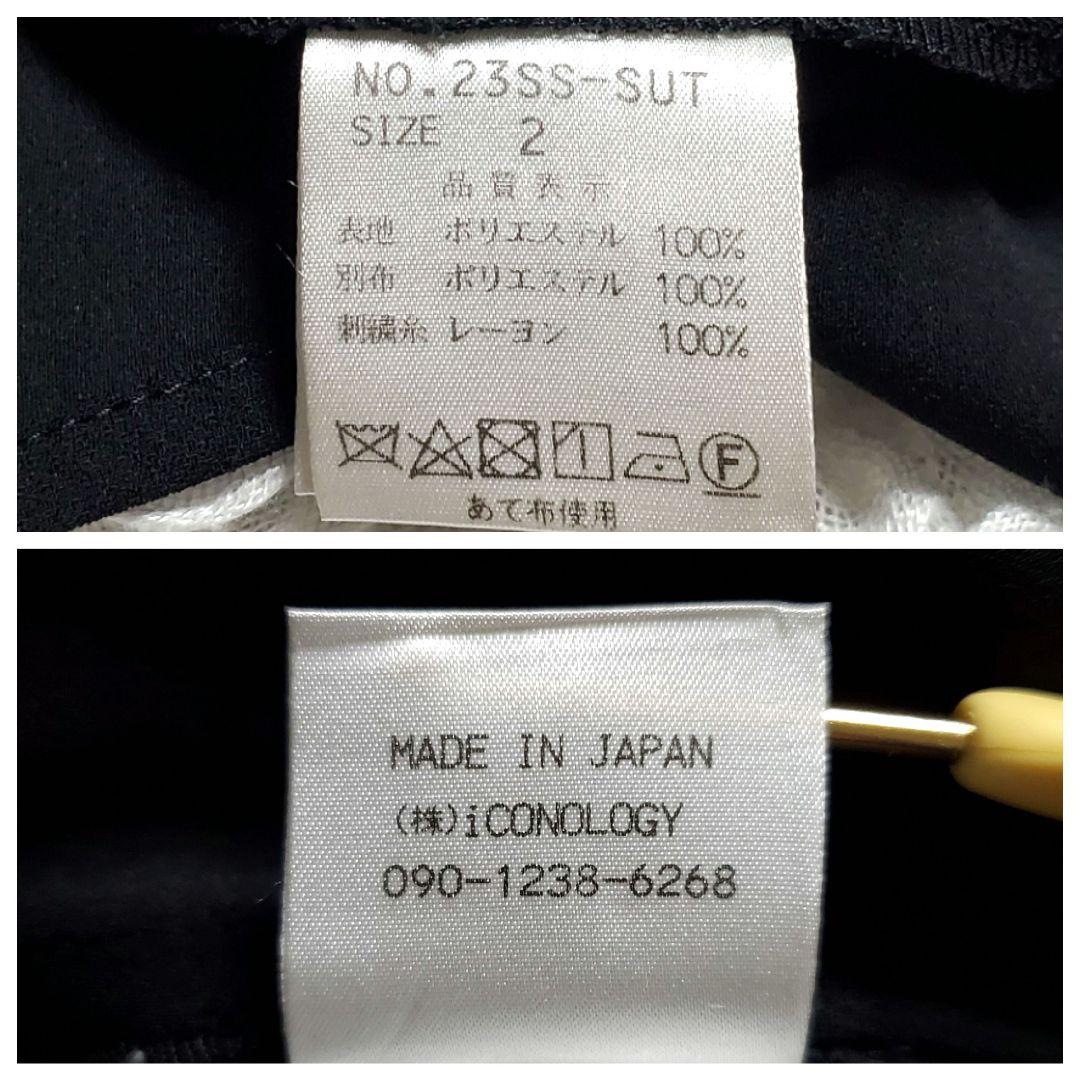 NO.23SS-SUT
SIZE 2
品質表示
表地 ポリエステル 100%
別布 ポリエステル 100%
刺繍糸 レーヨン 100%
F
あて布使用
MADE IN JAPAN
(株)iCONOLOGY
090-1238-6268